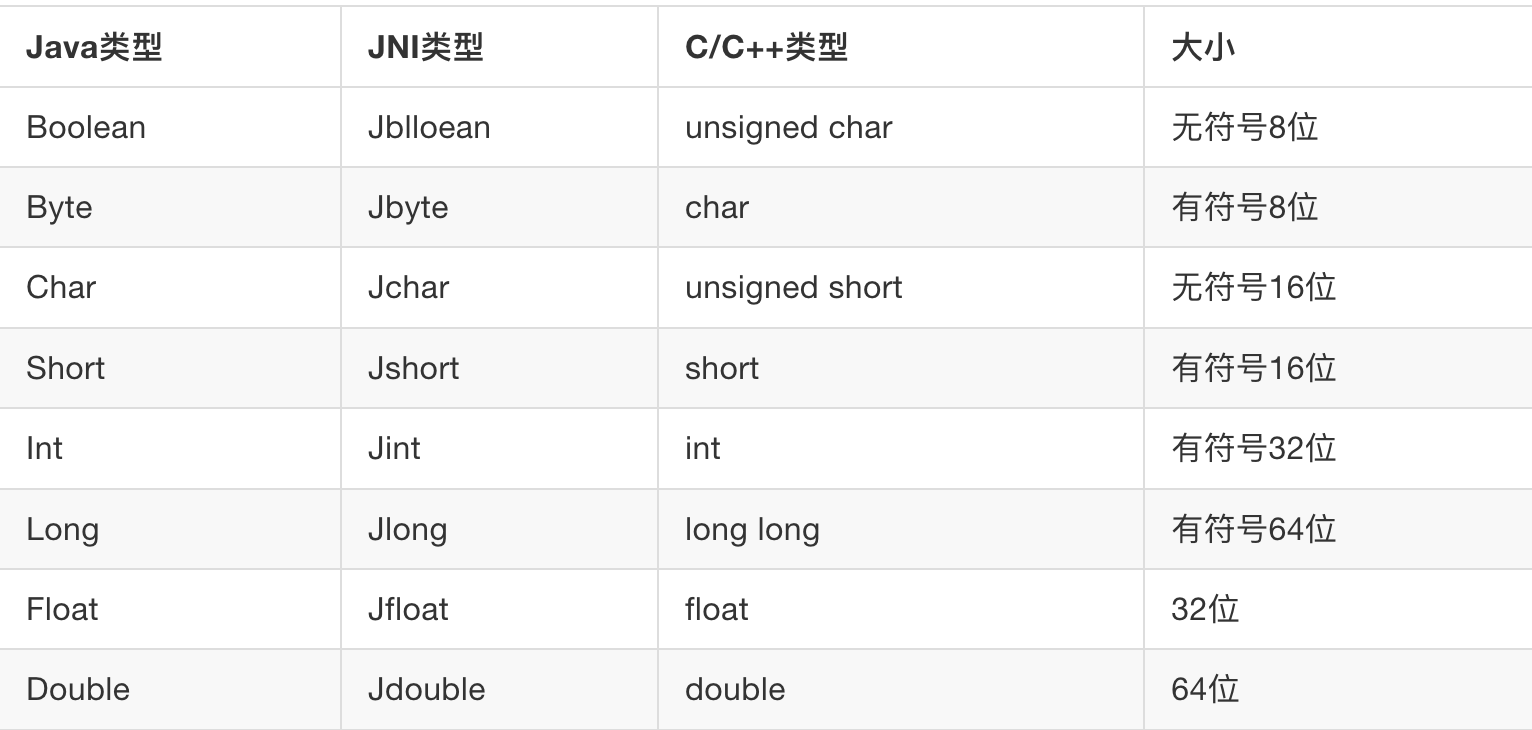 Java类型 JNI类型 C/C++类型 大小
Boolean Jblloean unsigned char 无符号8位
Byte Jbyte char 有符号8位
Char Jchar unsigned short 无符号16位
Short Jshort short 有符号16位
Int Jint int 有符号32位
Long Jlong long long 有符号64位
Float Jfloat float 32位
Double Jdouble double 64位